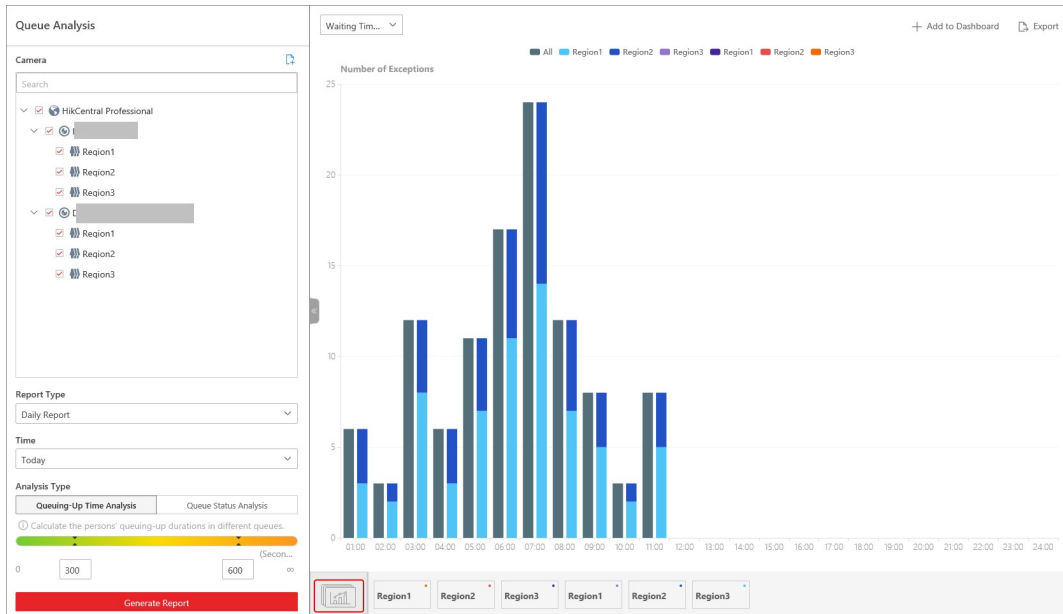 Queue Analysis
Camera
Search
HikCentral Professional
Region1
Region2
Region3
Region1
Region2
Region3
Report Type
Daily Report
Time
Today
Analysis Type
Queuing-Up Time Analysis Queue Status Analysis
Calculate the persons' queuing-up durations in different queues.
(Secon...
0 300 600 ∞
Generate Report
Waiting Tim...
Add to Dashboard Export
All Region1 Region2 Region3 Region1 Region2 Region3
Number of Exceptions
25
20
15
10
5
0
01:00 02:00 03:00 04:00 05:00 06:00 07:00 08:00 09:00 10:00 11:00 12:00 13:00 14:00 15:00 16:00 17:00 18:00 19:00 20:00 21:00 22:00 23:00 24:00
Region1 Region2 Region3 Region1 Region2 Region3